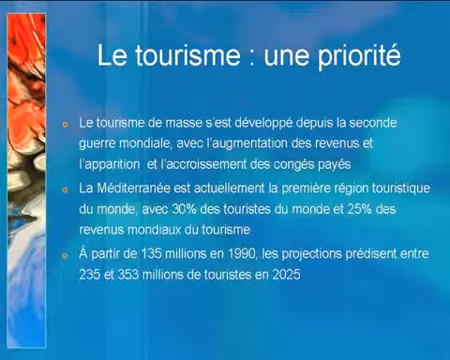 Le tourisme : une priorité
Le tourisme de masse s'est développé depuis la seconde
guerre mondiale, avec l'augmentation des revenus et
l'apparition et l'accroissement des congés payés
La Méditerranée est actuellement la première région touristique
du monde, avec 30% des touristes du monde et 25% des
revenus mondiaux du tourisme
À partir de 135 millions en 1990, les projections prédisent entre
235 et 353 millions de touristes en 2025